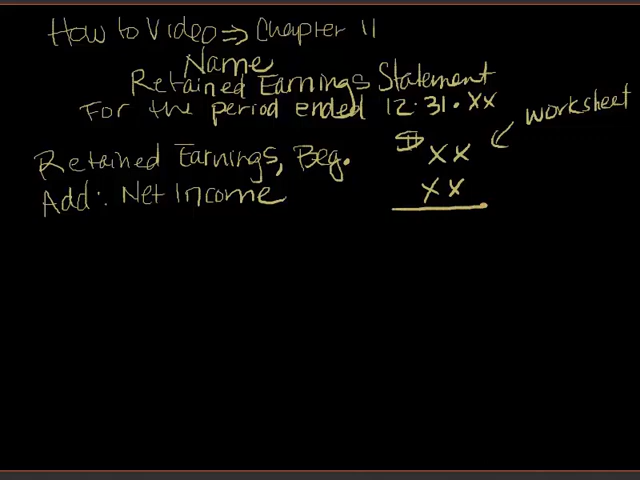 How to Video ⇒ Chapter 11
Name
Retained Earnings Statement
For the period ended 12.31.XX
worksheet
Retained Earnings, Beg. $ XX
Add: Net Income XX